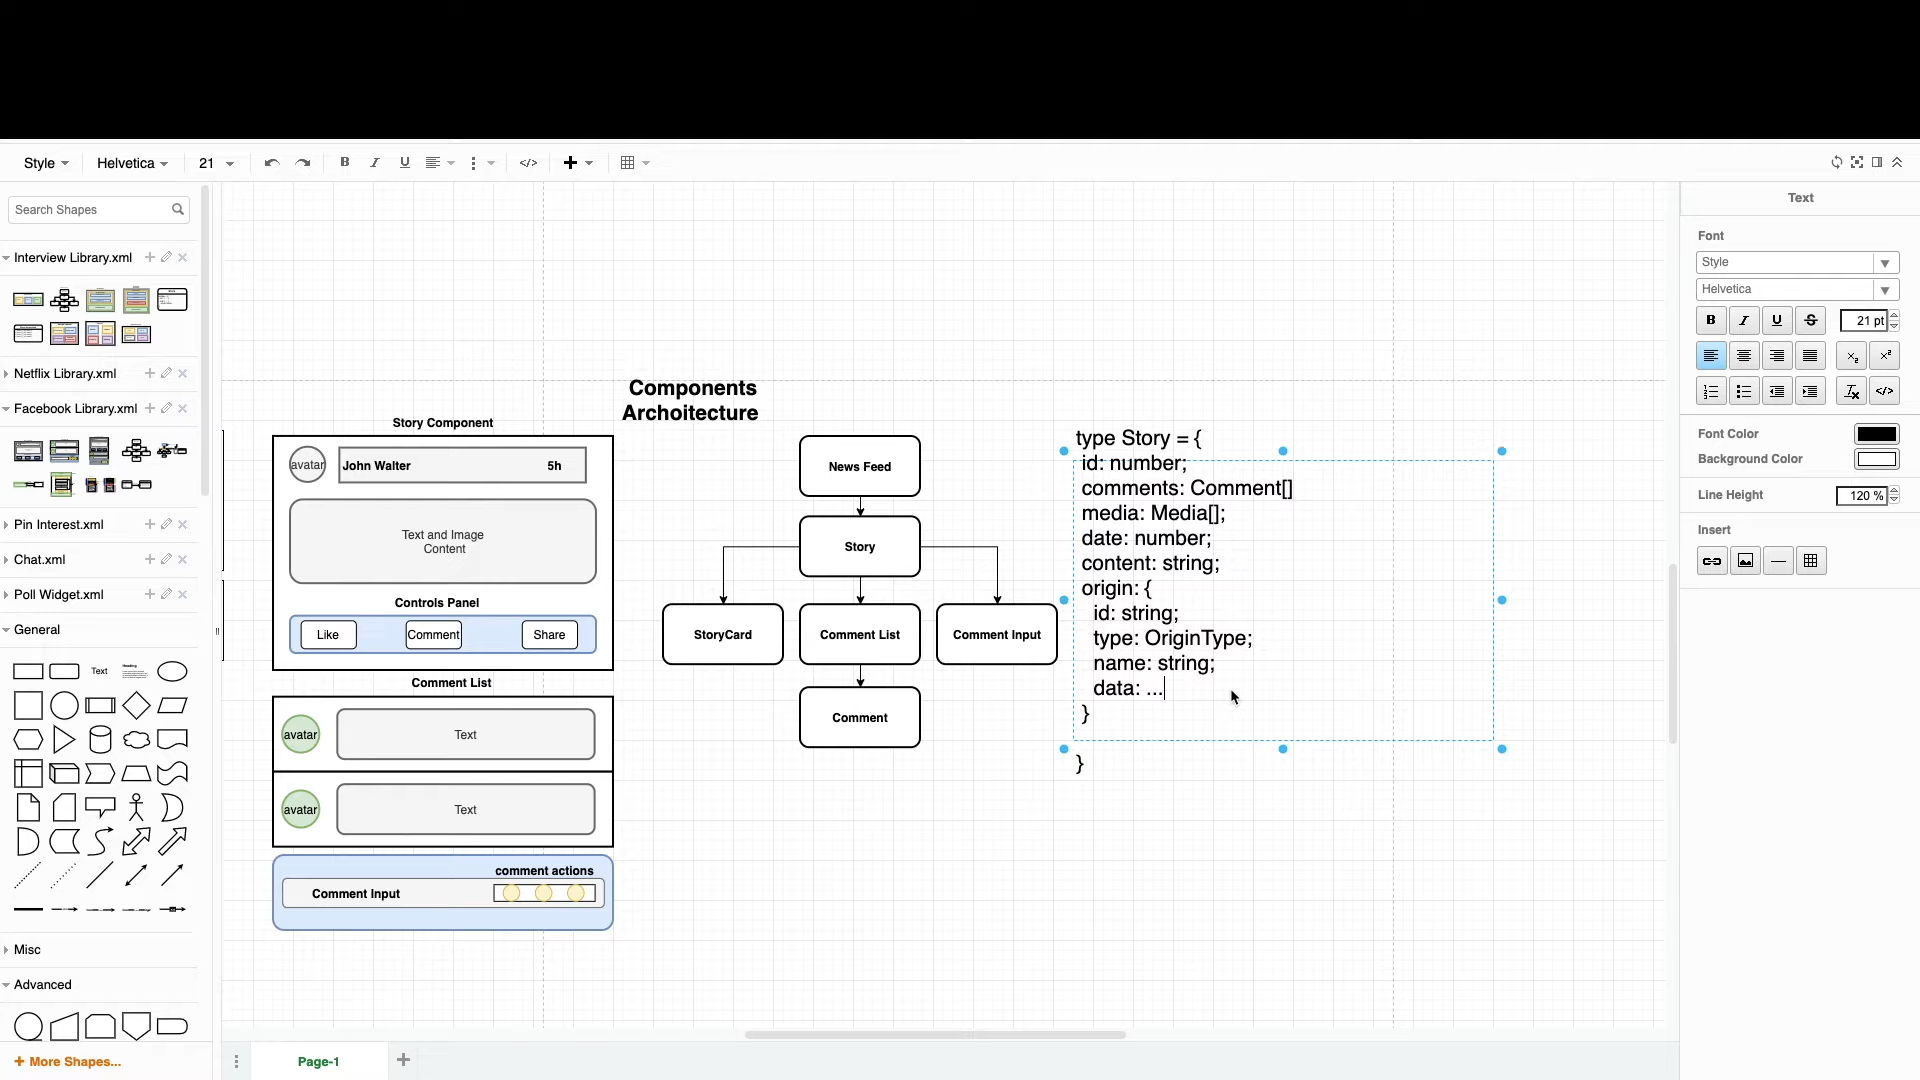 Style
Helvetica
21
B
I
U
</>
Search Shapes
Interview Library.xml
Netflix Library.xml
Facebook Library.xml
Pin Interest.xml
Chat.xml
Poll Widget.xml
General
Text
Misc
Advanced
+ More Shapes...
Components
Archoitecture
Story Component
avatar
John Walter
5h
Text and Image
Content
Controls Panel
Like
Comment
Share
Comment List
avatar
Text
avatar
Text
comment actions
Comment Input
News Feed
Story
StoryCard
Comment List
Comment Input
Comment
type Story = {
id: number;
comments: Comment[]
media: Media[];
date: number;
content: string;
origin: {
id: string;
type: OriginType;
name: string;
data: ...
}
}
Page-1
Text
Font
Style
Helvetica
B
I
U
S
21 pt
</>
Font Color
Background Color
Line Height
120 %
Insert